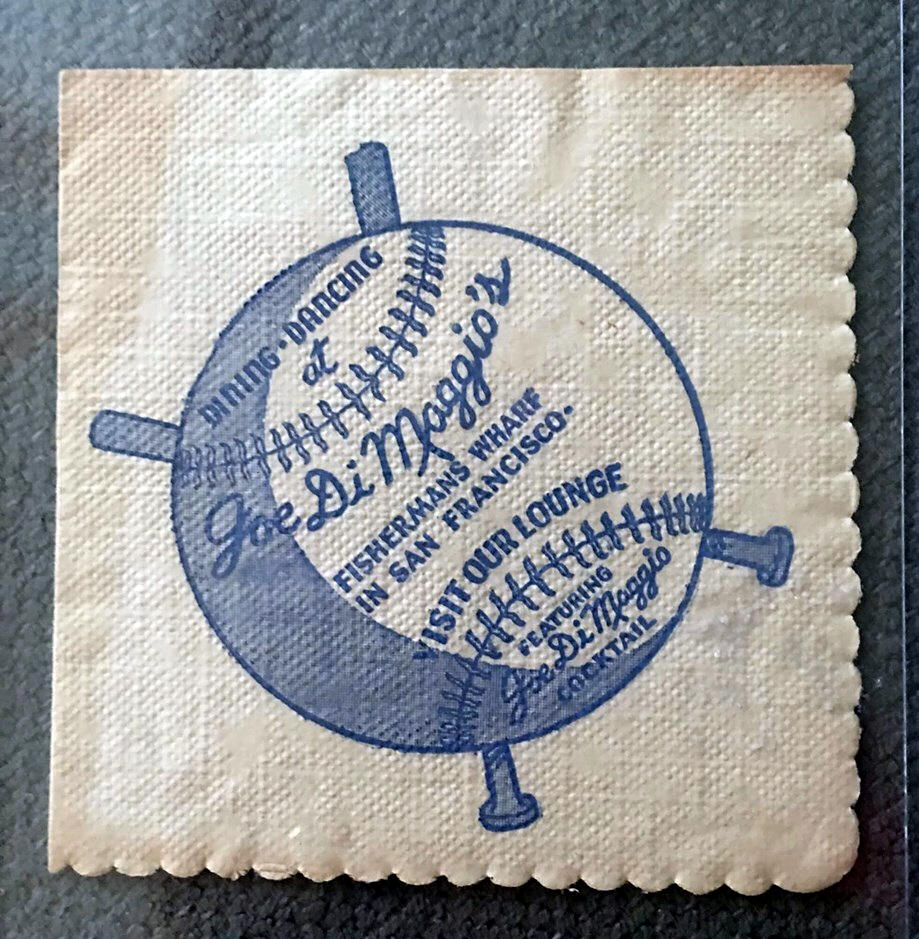 DINING · DANCING
at
Joe DiMaggio's
FISHERMANS WHARF
IN SAN FRANCISCO.
VISIT OUR LOUNGE
FEATURING
Joe DiMaggio
COCKTAIL